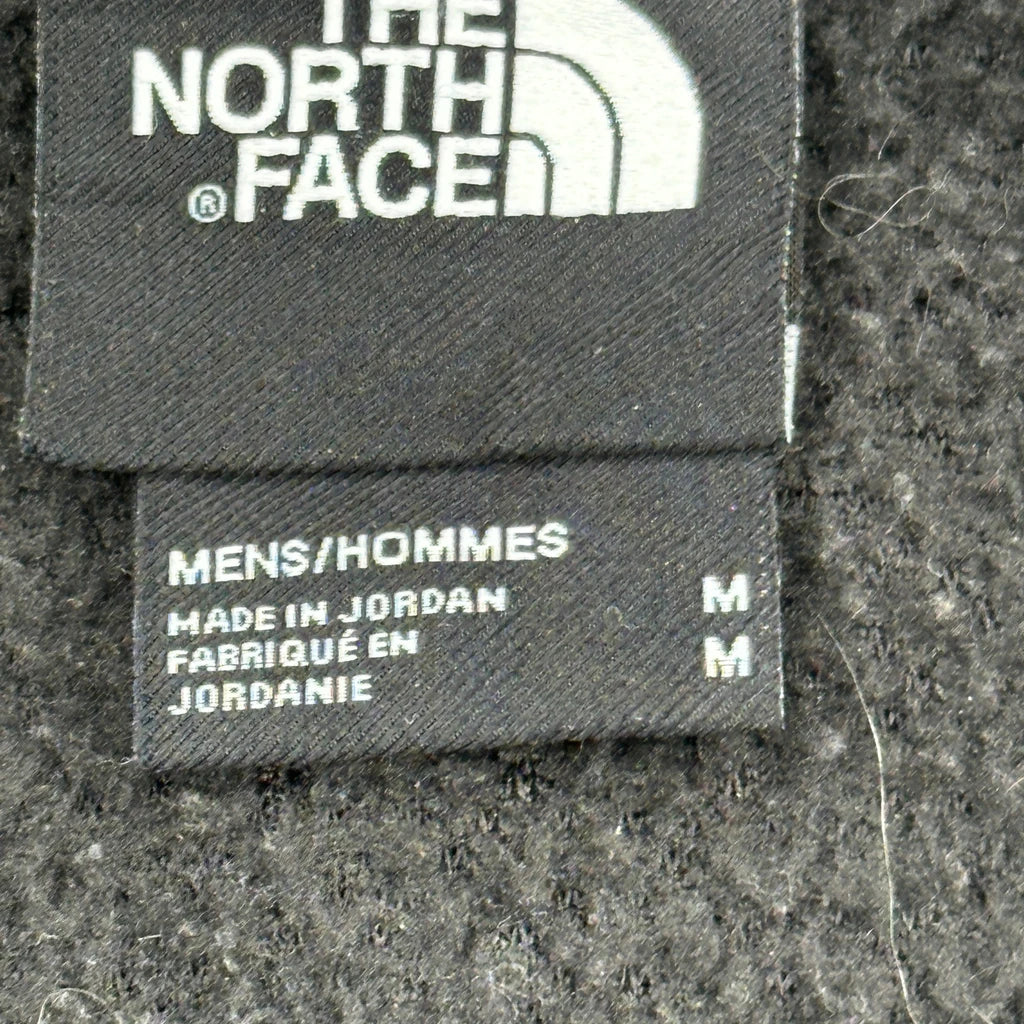 THE
NORTH
FACE
®
MENS/HOMMES
MADE IN JORDAN M
FABRIQUÉ EN M
JORDANIE